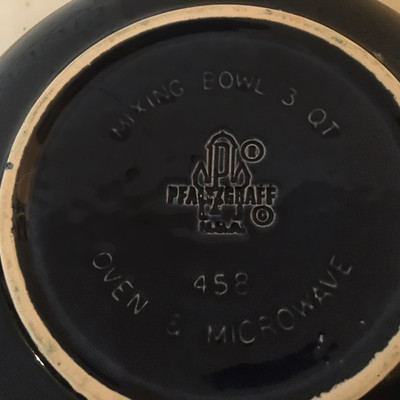 MIXING BOWL 3 QT
P ®
PFALTZGRAFF
©
U.S.A.
458
OVEN & MICROWAVE